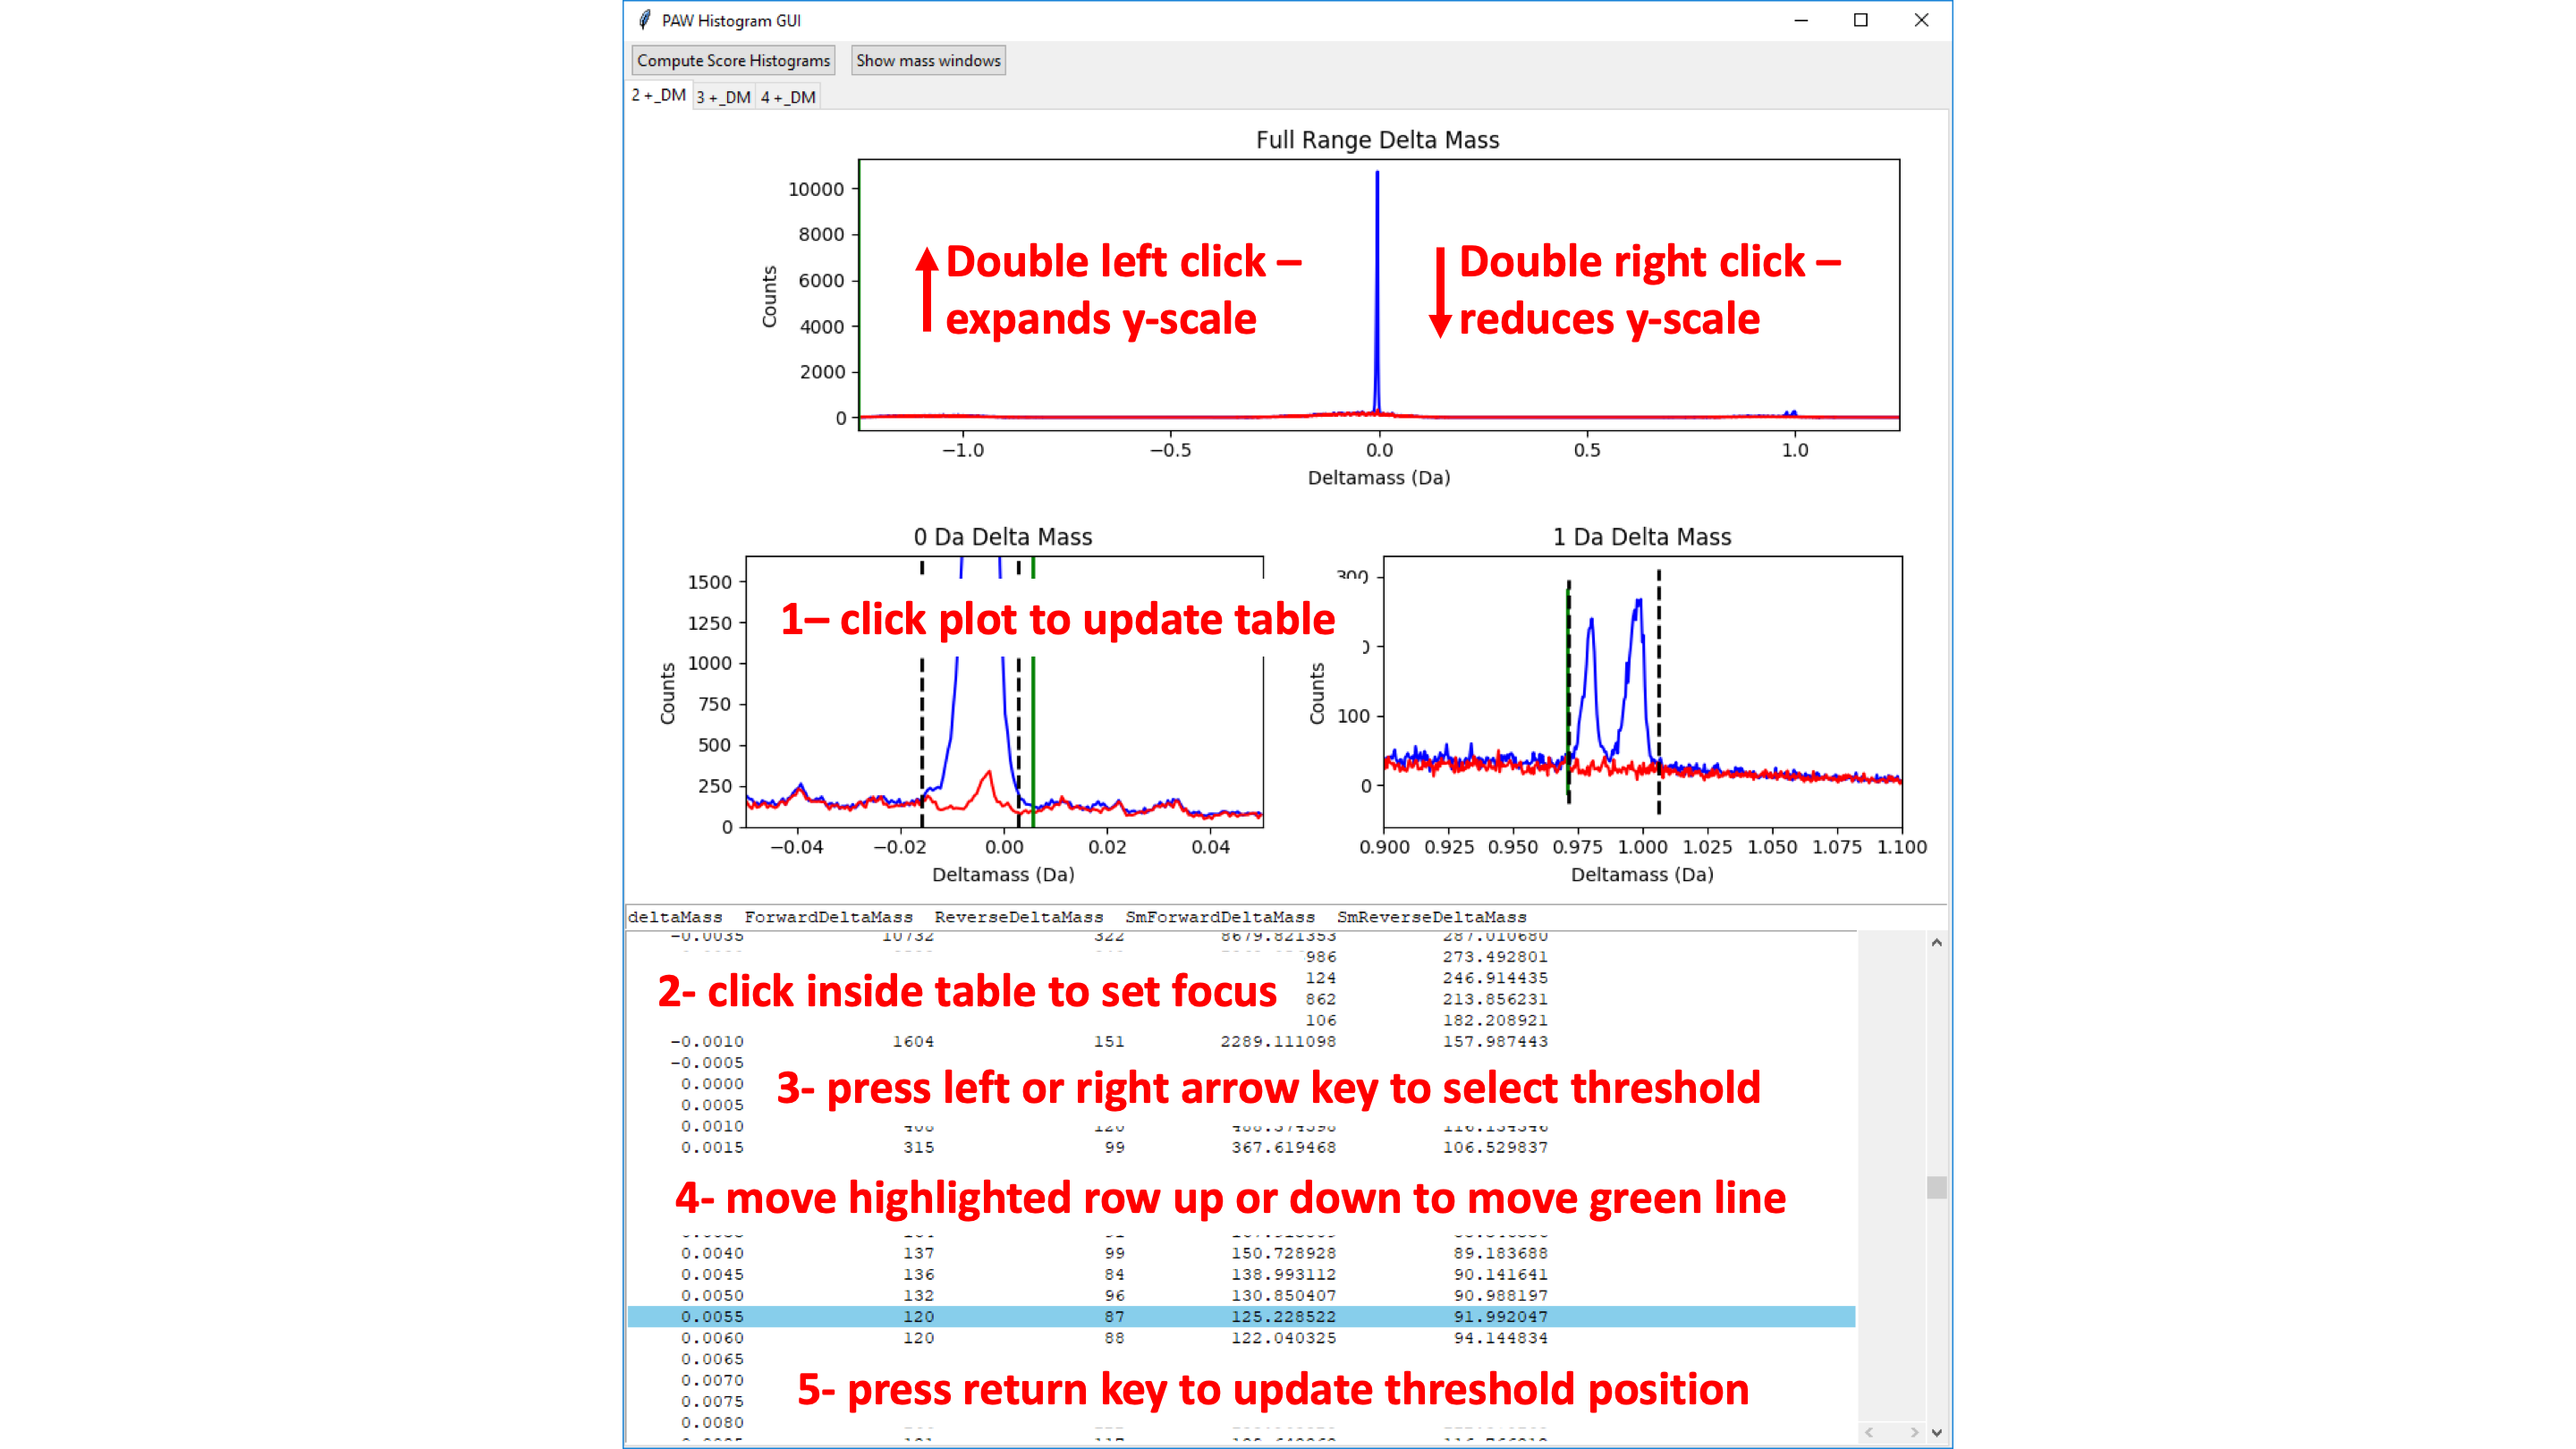 PAW Histogram GUI
Compute Score Histograms Show mass windows
2 +_DM 3 +_DM 4 +_DM
Full Range Delta Mass
10000
8000
6000
4000
2000
0
Counts
Double left click –
expands y-scale
Double right click –
reduces y-scale
−1.0 −0.5 0.0 0.5 1.0
Deltamass (Da)
0 Da Delta Mass
1500
1250
1000
750
500
250
0
Counts
−0.04 −0.02 0.00 0.02 0.04
Deltamass (Da)
1 Da Delta Mass
300
100
0
Counts
0.900 0.925 0.950 0.975 1.000 1.025 1.050 1.075 1.100
Deltamass (Da)
1– click plot to update table
deltaMass ForwardDeltaMass ReverseDeltaMass SmForwardDeltaMass SmReverseDeltaMass
-0.0035 10732 322 8679.821353 287.010680
986 273.492801
124 246.914435
2- click inside table to set focus
862 213.856231
106 182.208921
-0.0010 1604 151 2289.111098 157.987443
-0.0005
0.0000
3- press left or right arrow key to select threshold
0.0005
0.0010 408 120 488.374598 116.134346
0.0015 315 99 367.619468 106.529837
4- move highlighted row up or down to move green line
0.0040 137 99 150.728928 89.183688
0.0045 136 84 138.993112 90.141641
0.0050 132 96 130.850407 90.988197
0.0055 120 87 125.228522 91.992047
0.0060 120 88 122.040325 94.144834
0.0065
0.0070
5- press return key to update threshold position
0.0075
0.0080